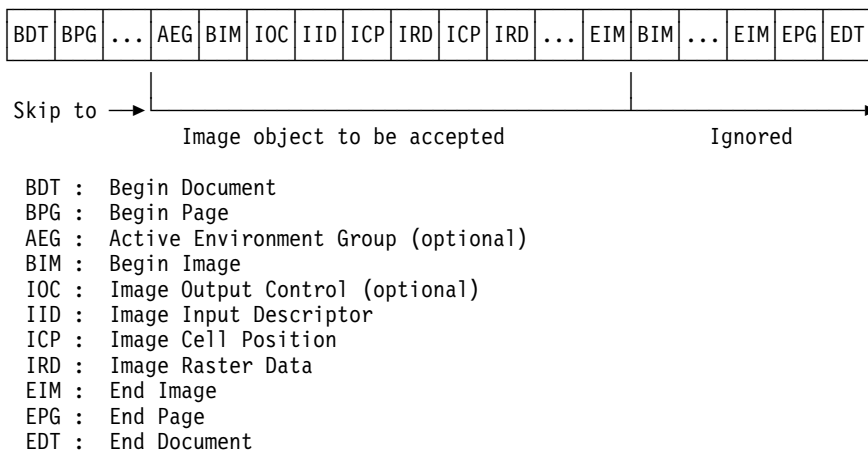 BDT BPG ... AEG BIM IOC IID ICP IRD ICP IRD ... EIM BIM ... EIM EPG EDT
Skip to
Image object to be accepted Ignored
BDT : Begin Document
BPG : Begin Page
AEG : Active Environment Group (optional)
BIM : Begin Image
IOC : Image Output Control (optional)
IID : Image Input Descriptor
ICP : Image Cell Position
IRD : Image Raster Data
EIM : End Image
EPG : End Page
EDT : End Document